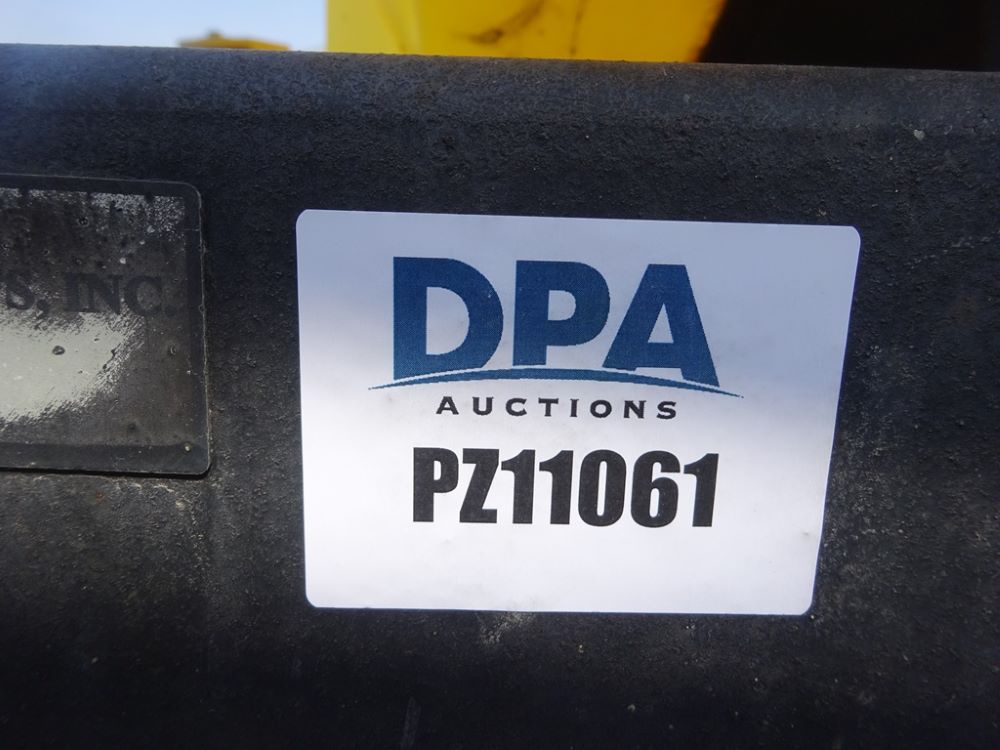 S, INC.
DPA
AUCTIONS
PZ11061